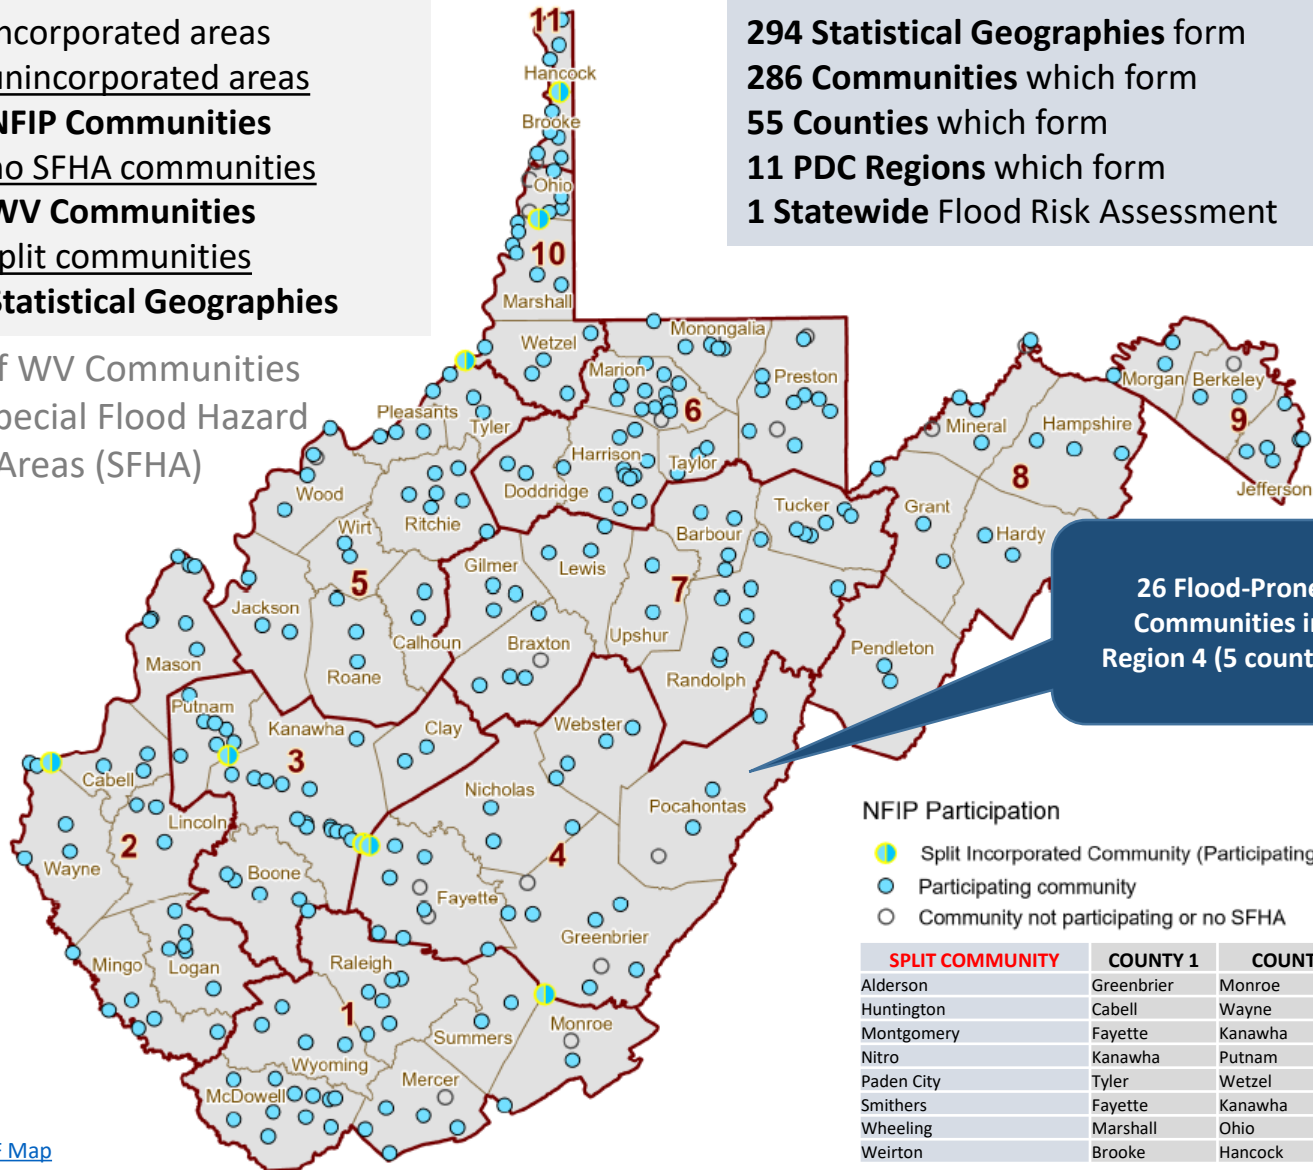 ncorporated areas
unincorporated areas
NFIP Communities
no SFHA communities
WV Communities
split communities
Statistical Geographies
f WV Communities
pecial Flood Hazard
Areas (SFHA)
294 Statistical Geographies form
286 Communities which form
55 Counties which form
11 PDC Regions which form
1 Statewide Flood Risk Assessment
11
Hancock
Brooke
Ohio
10
Marshall
Wetzel
Monongalia
Marion
Preston
6
Pleasants
Tyler
Harrison
Taylor
Doddridge
Wood
Wirt
Ritchie
5
Jackson
Calhoun
Roane
Mason
Gilmer
Lewis
Barbour
Tucker
7
Upshur
Braxton
Randolph
Morgan
Berkeley
9
Jefferson
Mineral
Hampshire
8
Grant
Hardy
Pendleton
26 Flood-Prone
Communities i
Region 4 (5 count
Putnam
Kanawha
Clay
3
Cabell
Lincoln
2
Wayne
Boone
Mingo
Logan
Webster
Nicholas
Pocahontas
4
Fayette
Greenbrier
Raleigh
1
Summers
Monroe
Wyoming
Mercer
McDowell
NFIP Participation
Split Incorporated Community (Participating
Participating community
Community not participating or no SFHA
SPLIT COMMUNITY COUNTY 1 COUNT
Alderson Greenbrier Monroe
Huntington Cabell Wayne
Montgomery Fayette Kanawha
Nitro Kanawha Putnam
Paden City Tyler Wetzel
Smithers Fayette Kanawha
Wheeling Marshall Ohio
Weirton Brooke Hancock
F Map